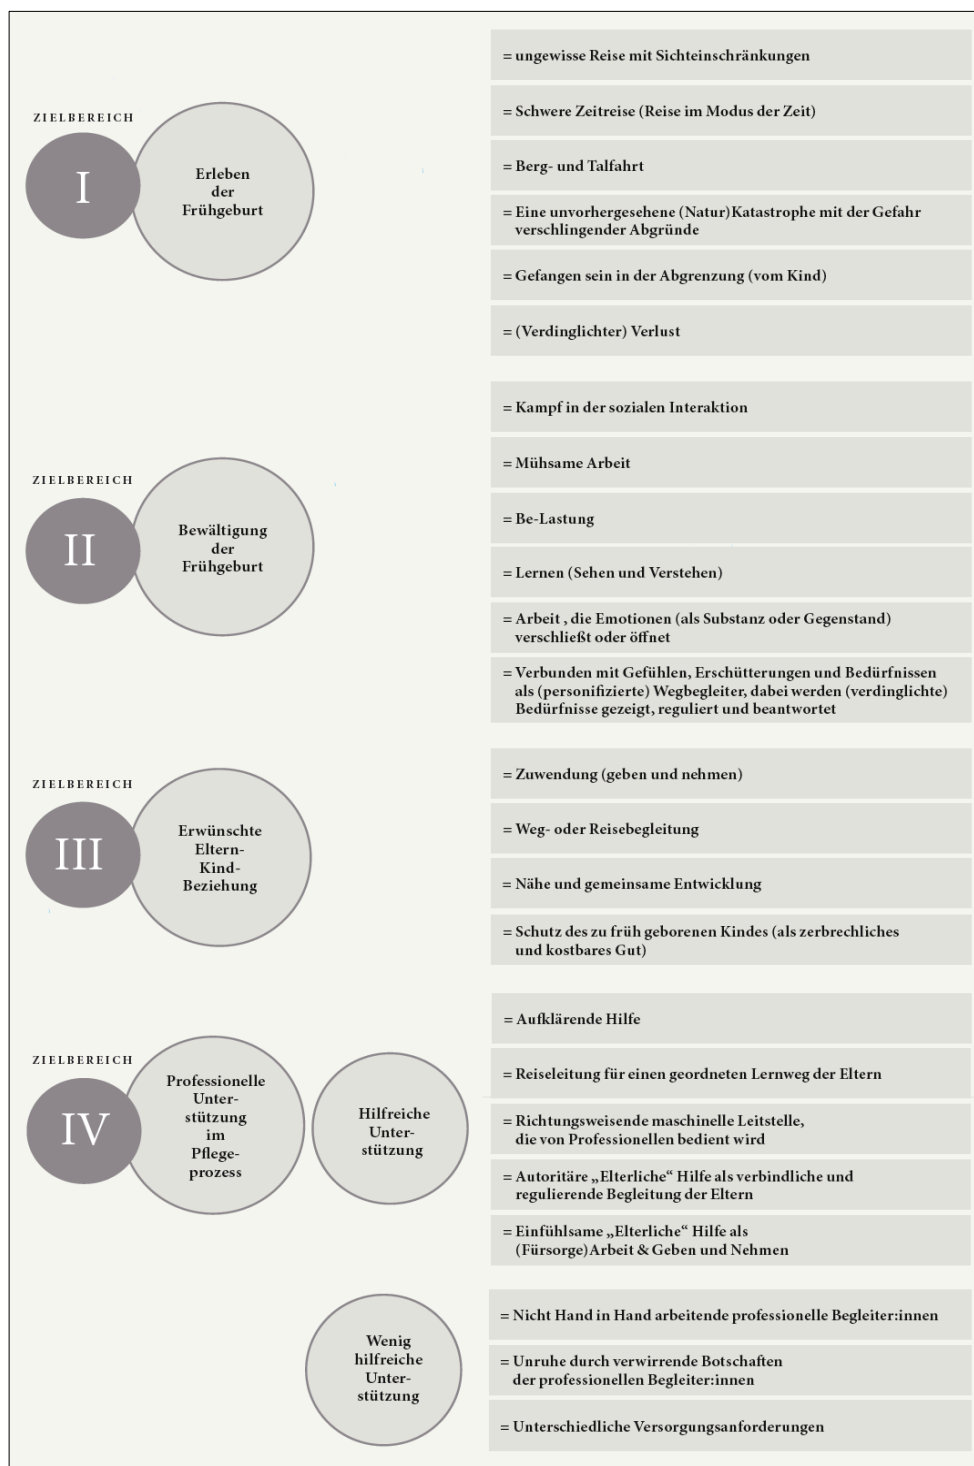 ZIELBEREICH
I
Erleben
der
Frühgeburt
= ungewisse Reise mit Sichteinschränkungen
= Schwere Zeitreise (Reise im Modus der Zeit)
= Berg- und Talfahrt
= Eine unvorhergesehene (Natur)Katastrophe mit der Gefahr
verschlingender Abgründe
= Gefangen sein in der Abgrenzung (vom Kind)
= (Verdinglichter) Verlust
ZIELBEREICH
II
Bewältigung
der
Frühgeburt
= Kampf in der sozialen Interaktion
= Mühsame Arbeit
= Be-Lastung
= Lernen (Sehen und Verstehen)
= Arbeit , die Emotionen (als Substanz oder Gegenstand)
verschließt oder öffnet
= Verbunden mit Gefühlen, Erschütterungen und Bedürfnissen
als (personifizierte) Wegbegleiter, dabei werden (verdinglichte)
Bedürfnisse gezeigt, reguliert und beantwortet
ZIELBEREICH
III
Erwünschte
Eltern-
Kind-
Beziehung
= Zuwendung (geben und nehmen)
= Weg- oder Reisebegleitung
= Nähe und gemeinsame Entwicklung
= Schutz des zu früh geborenen Kindes (als zerbrechliches
und kostbares Gut)
ZIELBEREICH
IV
Professionelle
Unter-
stützung
im
Pflege-
prozess
Hilfreiche
Unter-
stützung
= Aufklärende Hilfe
= Reiseleitung für einen geordneten Lernweg der Eltern
= Richtungsweisende maschinelle Leitstelle,
die von Professionellen bedient wird
= Autoritäre „Elterliche“ Hilfe als verbindliche und
regulierende Begleitung der Eltern
= Einfühlsame „Elterliche“ Hilfe als
(Fürsorge)Arbeit & Geben und Nehmen
Wenig
hilfreiche
Unter-
stützung
= Nicht Hand in Hand arbeitende professionelle Begleiter:innen
= Unruhe durch verwirrende Botschaften
der professionellen Begleiter:innen
= Unterschiedliche Versorgungsanforderungen